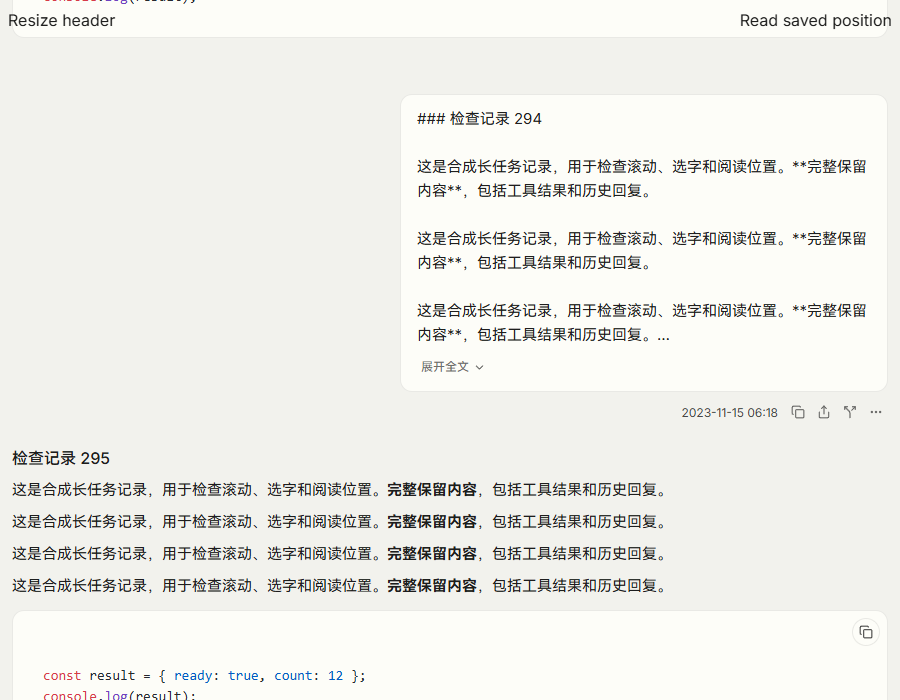 Resize header
Read saved position
### 检查记录 294
这是合成长任务记录，用于检查滚动、选字和阅读位置。**完整保留
内容**，包括工具结果和历史回复。
这是合成长任务记录，用于检查滚动、选字和阅读位置。**完整保留
内容**，包括工具结果和历史回复。
这是合成长任务记录，用于检查滚动、选字和阅读位置。**完整保留
内容**，包括工具结果和历史回复。...
展开全文
2023-11-15 06:18
检查记录 295
这是合成长任务记录，用于检查滚动、选字和阅读位置。完整保留内容，包括工具结果和历史回复。
这是合成长任务记录，用于检查滚动、选字和阅读位置。完整保留内容，包括工具结果和历史回复。
这是合成长任务记录，用于检查滚动、选字和阅读位置。完整保留内容，包括工具结果和历史回复。
这是合成长任务记录，用于检查滚动、选字和阅读位置。完整保留内容，包括工具结果和历史回复。
const result = { ready: true, count: 12 };
console.log(result);